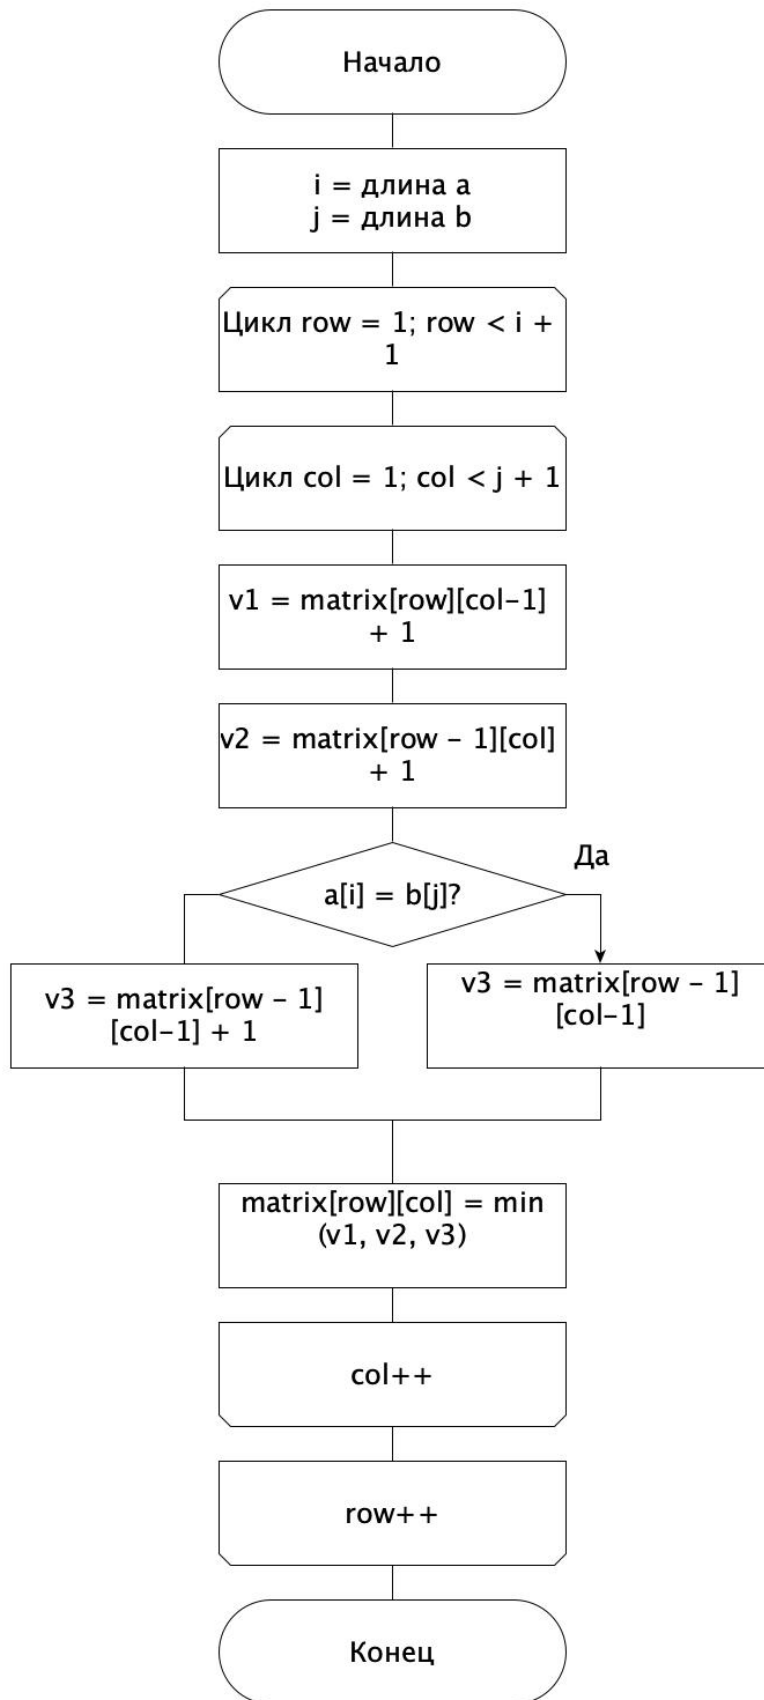 Начало
i = длина a
j = длина b
Цикл row = 1; row < i +
1
Цикл col = 1; col < j + 1
v1 = matrix[row][col-1]
+ 1
v2 = matrix[row - 1][col]
+ 1
Да
a[i] = b[j]?
v3 = matrix[row - 1]
[col-1] + 1
v3 = matrix[row - 1]
[col-1]
matrix[row][col] = min
(v1, v2, v3)
col++
row++
Конец